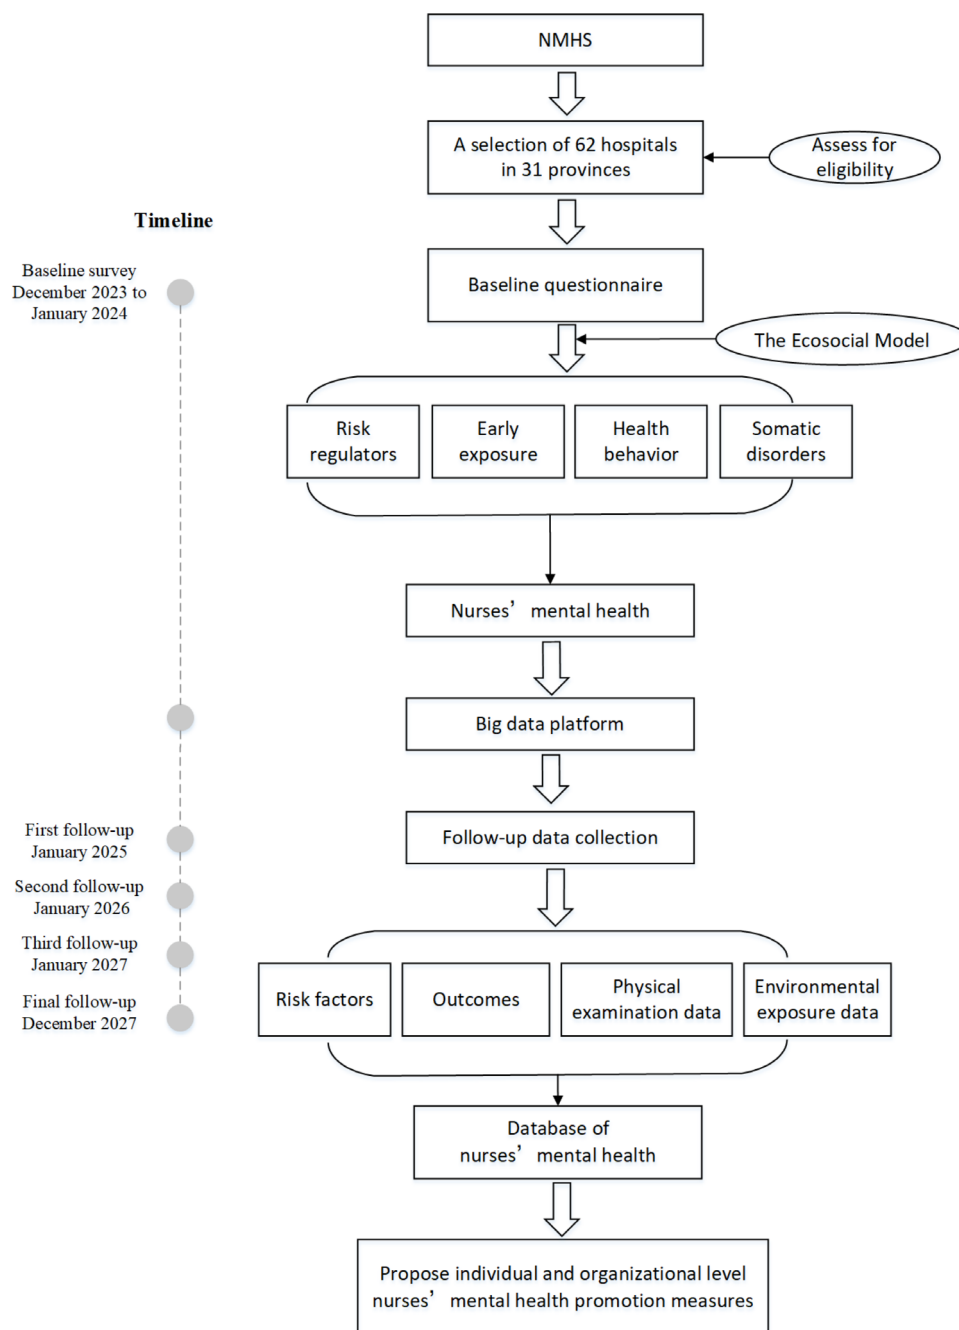 NMHS
A selection of 62 hospitals
in 31 provinces
Assess for
eligibility
Timeline
Baseline survey
December 2023 to
January 2024
Baseline questionnaire
The Ecosocial Model
Risk
regulators
Early
exposure
Health
behavior
Somatic
disorders
Nurses’ mental health
Big data platform
First follow-up
January 2025
Follow-up data collection
Second follow-up
January 2026
Third follow-up
January 2027
Final follow-up
December 2027
Risk factors
Outcomes
Physical
examination data
Environmental
exposure data
Database of
nurses’ mental health
Propose individual and organizational level
nurses’ mental health promotion measures